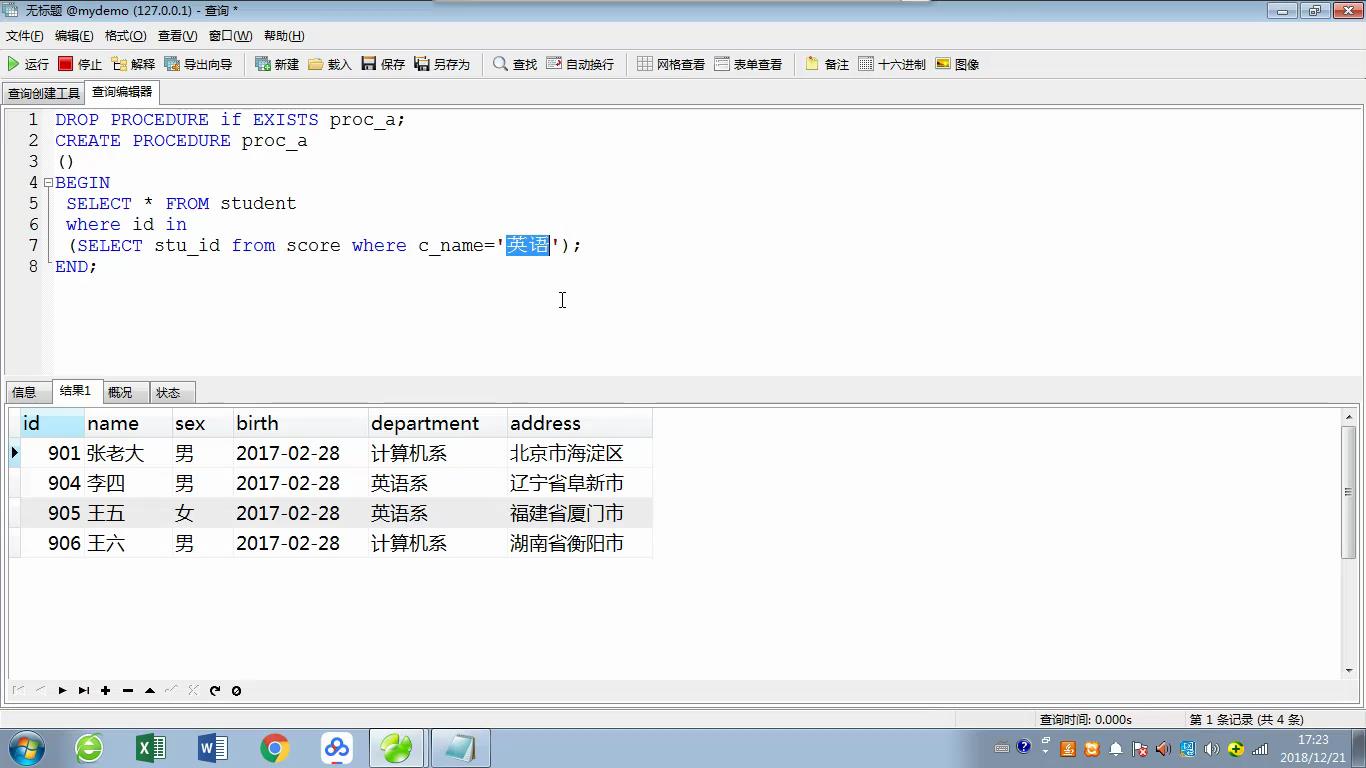 无标题 @mydemo (127.0.0.1) - 查询 *
文件(F) 编辑(E) 格式(O) 查看(V) 窗口(W) 帮助(H)
运行 停止 解释 导出向导 新建 载入 保存 另存为 查找 自动换行 网格查看 表单查看 备注 十六进制 图像
查询创建工具 查询编辑器
1 DROP PROCEDURE if EXISTS proc_a;
2 CREATE PROCEDURE proc_a
3 ()
4 BEGIN
5 SELECT * FROM student
6 where id in
7 (SELECT stu_id from score where c_name='英语');
8 END;
信息 结果1 概况 状态
id name sex birth department address
901 张老大 男 2017-02-28 计算机系 北京市海淀区
904 李四 男 2017-02-28 英语系 辽宁省阜新市
905 王五 女 2017-02-28 英语系 福建省厦门市
906 王六 男 2017-02-28 计算机系 湖南省衡阳市
查询时间: 0.000s 第 1 条记录 (共 4 条)
17:23
2018/12/21